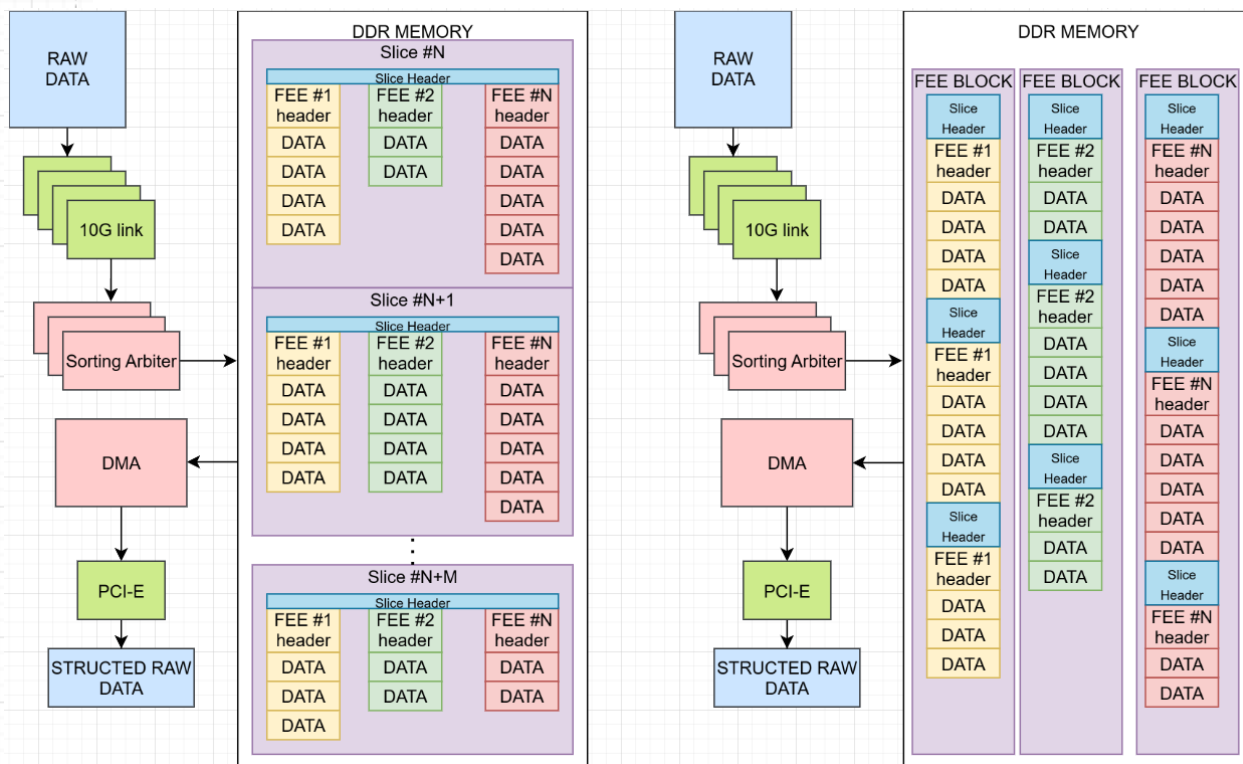 RAW
DATA
10G link
Sorting Arbiter
DMA
PCI-E
STRUCTED RAW
DATA
DDR MEMORY
Slice #N
Slice Header
FEE #1
header
DATA
DATA
DATA
DATA
FEE #2
header
DATA
DATA
FEE #N
header
DATA
DATA
DATA
DATA
DATA
Slice #N+1
Slice Header
FEE #1
header
DATA
DATA
DATA
DATA
FEE #2
header
DATA
DATA
DATA
DATA
FEE #N
header
DATA
DATA
DATA
DATA
DATA
Slice #N+M
Slice Header
FEE #1
header
DATA
DATA
DATA
FEE #2
header
DATA
DATA
FEE #N
header
DATA
DATA
RAW
DATA
10G link
Sorting Arbiter
DMA
PCI-E
STRUCTED RAW
DATA
DDR MEMORY
FEE BLOCK
Slice
Header
FEE #1
header
DATA
DATA
DATA
DATA
Slice
Header
FEE #1
header
DATA
DATA
DATA
DATA
Slice
Header
FEE #1
header
DATA
DATA
DATA
FEE BLOCK
Slice
Header
FEE #2
header
DATA
DATA
Slice
Header
FEE #2
header
DATA
DATA
DATA
DATA
Slice
Header
FEE #2
header
DATA
DATA
FEE BLOCK
Slice
Header
FEE #N
header
DATA
DATA
DATA
DATA
DATA
Slice
Header
FEE #N
header
DATA
DATA
DATA
DATA
DATA
Slice
Header
FEE #N
header
DATA
DATA